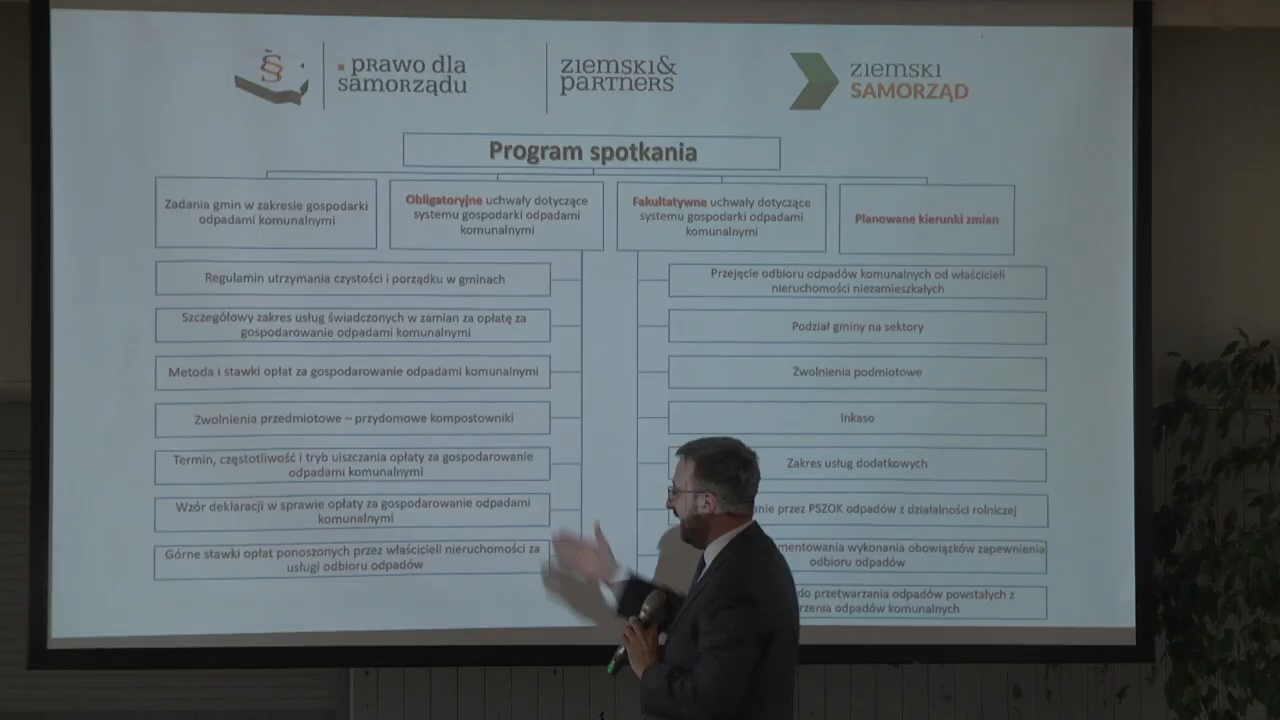 PRAWO DLA
SAMORZĄDU
ZIEMSKI&
PARTNERS
ZIEMSKI
SAMORZĄD
Program spotkania
Zadania gmin w zakresie gospodarki
odpadami komunalnymi
Obligatoryjne uchwały dotyczące
systemu gospodarki odpadami
komunalnymi
Fakultatywne uchwały dotyczące
systemu gospodarki odpadami
komunalnymi
Planowane kierunki zmian
Regulamin utrzymania czystości i porządku w gminach
Szczegółowy zakres usług świadczonych w zamian za opłatę za
gospodarowanie odpadami komunalnymi
Metoda i stawki opłat za gospodarowanie odpadami komunalnymi
Zwolnienia przedmiotowe – przydomowe kompostowniki
Termin, częstotliwość i tryb uiszczania opłaty za gospodarowanie
odpadami komunalnymi
Wzór deklaracji w sprawie opłaty za gospodarowanie odpadami
komunalnymi
Górne stawki opłat ponoszonych przez właścicieli nieruchomości za
usługi odbioru odpadów
Przejęcie odbioru odpadów komunalnych od właścicieli
nieruchomości niezamieszkałych
Podział gminy na sektory
Zwolnienia podmiotowe
Inkaso
Zakres usług dodatkowych
przez PSZOK odpadów z działalności rolniczej
wykonania obowiązków zapewnienia
odbioru odpadów
do przetwarzania odpadów powstałych z
odpadów komunalnych